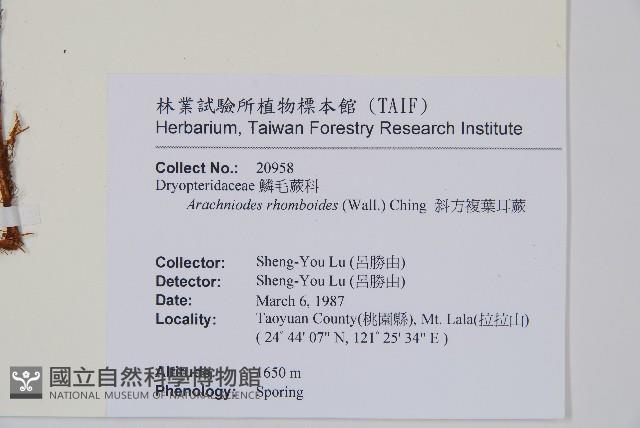 林業試驗所植物標本館 (TAIF)
Herbarium, Taiwan Forestry Research Institute
Collect No.: 20958
Dryopteridaceae 鱗毛蕨科
Arachniodes rhomboides (Wall.) Ching 斜方複葉耳蕨
Collector: Sheng-You Lu (呂勝由)
Detector: Sheng-You Lu (呂勝由)
Date: March 6, 1987
Locality: Taoyuan County(桃園縣), Mt. Lala(拉拉山)
( 24° 44' 07" N, 121° 25' 34" E )
Altitude: 1650 m
Phenology: Sporing
國立自然科學博物館
NATIONAL MUSEUM OF NATURAL SCIENCE